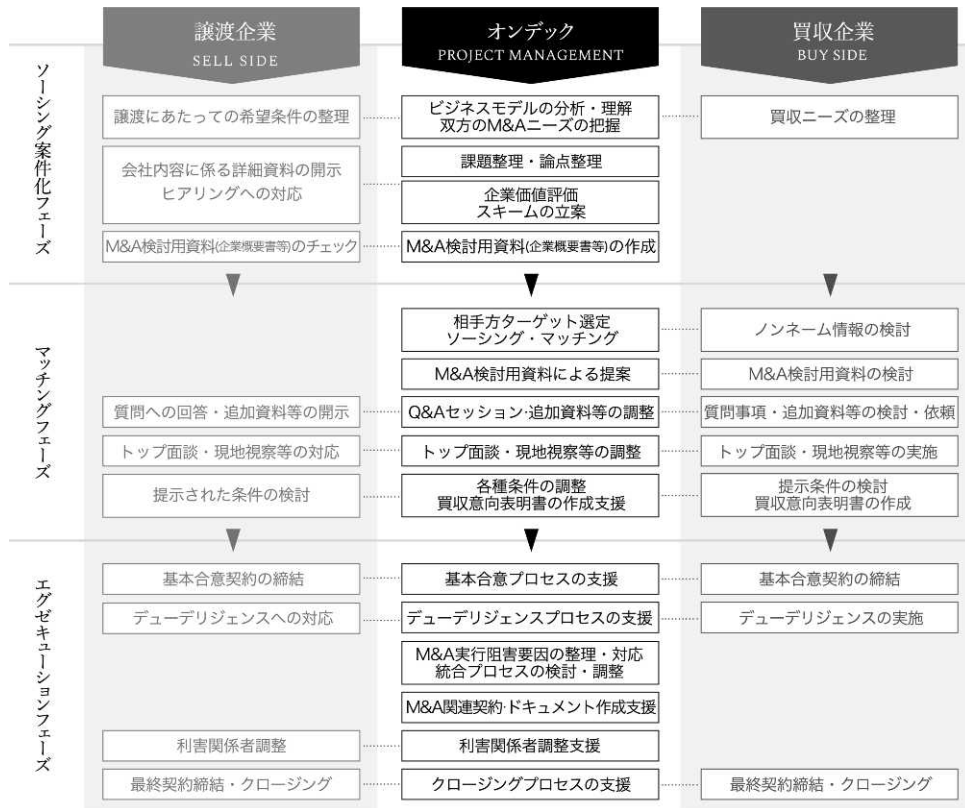 譲渡企業
SELL SIDE
オンデック
PROJECT MANAGEMENT
買収企業
BUY SIDE
ソーシング案件化フェーズ
譲渡にあたっての希望条件の整理
ビジネスモデルの分析・理解
双方のM&Aニーズの把握
買収ニーズの整理
会社内容に係る詳細資料の開示
ヒアリングへの対応
課題整理・論点整理
企業価値評価
スキームの立案
M&A検討用資料(企業概要書等)のチェック
M&A検討用資料(企業概要書等)の作成
マッチングフェーズ
相手方ターゲット選定
ソーシング・マッチング
ノンネーム情報の検討
M&A検討用資料による提案
M&A検討用資料の検討
質問への回答・追加資料等の開示
Q&Aセッション・追加資料等の調整
質問事項・追加資料等の検討・依頼
トップ面談・現地視察等の対応
トップ面談・現地視察等の調整
トップ面談・現地視察等の実施
提示された条件の検討
各種条件の調整
買収意向表明書の作成支援
提示条件の検討
買収意向表明書の作成
エグゼキューションフェーズ
基本合意契約の締結
基本合意プロセスの支援
基本合意契約の締結
デューデリジェンスへの対応
デューデリジェンスプロセスの支援
デューデリジェンスの実施
M&A実行阻害要因の整理・対応
統合プロセスの検討・調整
M&A関連契約・ドキュメント作成支援
利害関係者調整
利害関係者調整支援
最終契約締結・クロージング
クロージングプロセスの支援
最終契約締結・クロージング